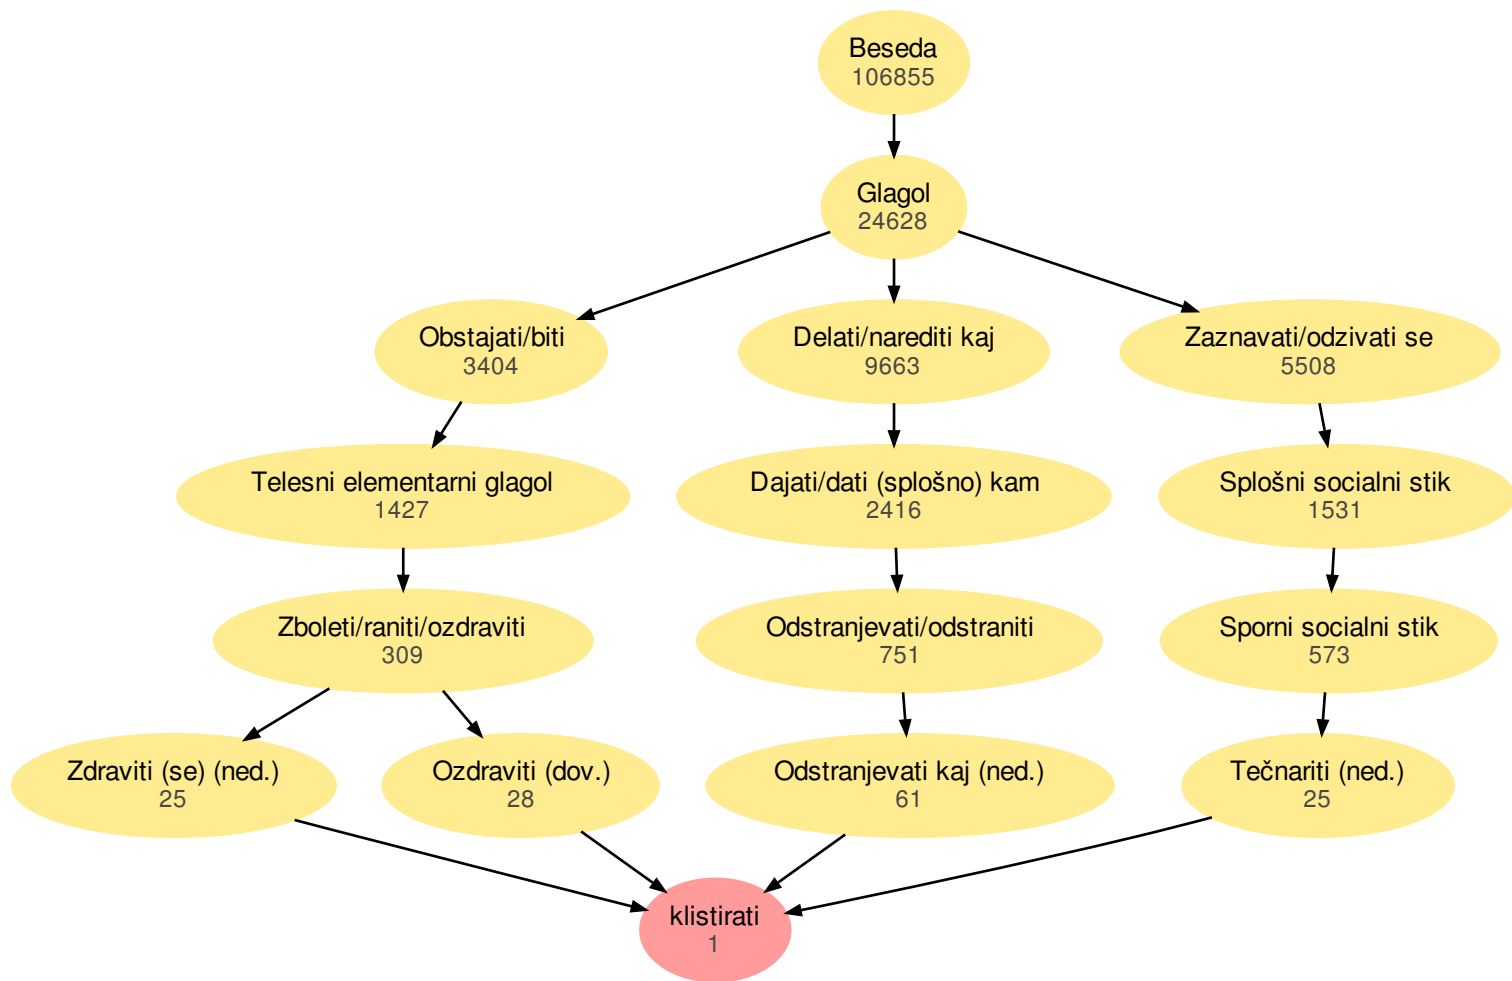 Beseda
106855
Glagol
24628
Obstajati/biti
3404
Delati/narediti kaj
9663
Zaznavati/odzivati se
5508
Telesni elementarni glagol
1427
Dajati/dati (splošno) kam
2416
Splošni socialni stik
1531
Zboleti/raniti/ozdraviti
309
Odstranjevati/odstraniti
751
Sporni socialni stik
573
Zdraviti (se) (ned.)
25
Ozdraviti (dov.)
28
Odstranjevati kaj (ned.)
61
Tečnariti (ned.)
25
klistirati
1